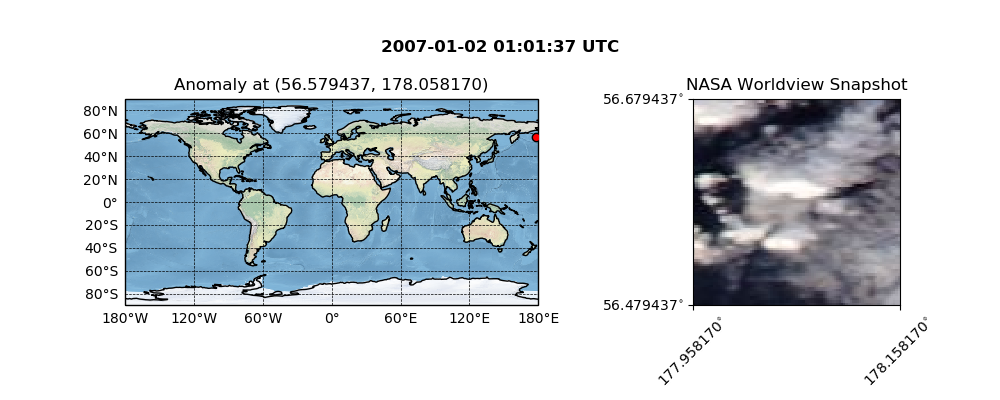 2007-01-02 01:01:37 UTC
Anomaly at (56.579437, 178.058170)
80°N
60°N
40°N
20°N
0°
20°S
40°S
60°S
80°S
180°W 120°W 60°W 0° 60°E 120°E 180°E
NASA Worldview Snapshot
56.679437°
56.479437°
177.958170°
178.158170°